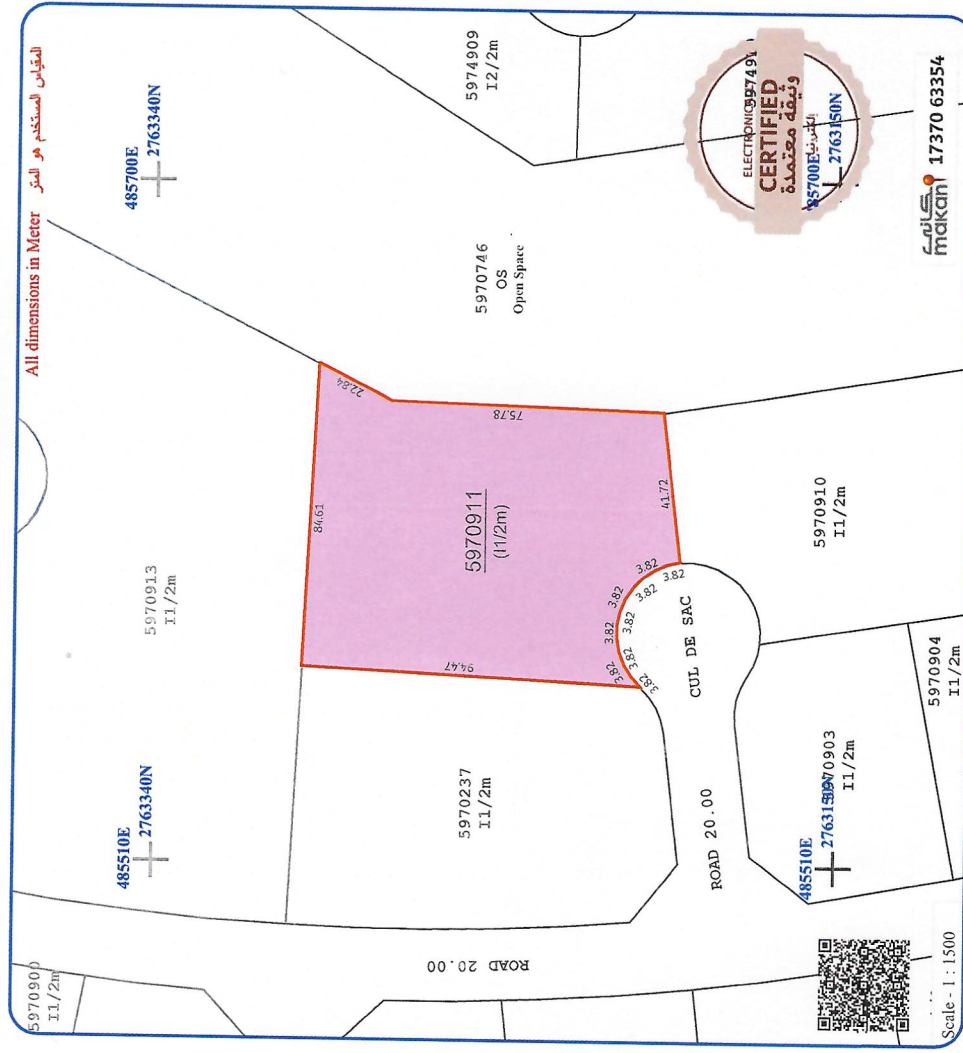 All dimensions in Meter المقياس المستخدم هو المتر
485700E
2763340N
5974909
I2/2m
5970913
I1/2m
485510E
2763340N
84.61
22.84
5970746
OS
Open Space
ELECTRONICALLY
CERTIFIED
وثيقة معتمدة
إلكترونيا
2763150N
5970911
(I1/2m)
75.78
94.47
41.72
3.82
3.82
3.82
3.82
3.82
3.82
3.82
3.82
3.82
3.82
5970237
I1/2m
CUL DE SAC
5970910
I1/2m
ROAD 20.00
485510E
5970903
I1/2m
5970904
I1/2m
ROAD 20.00
5970900
I1/2m
Scale - 1 : 1500
مكاني
makani
17370 63354